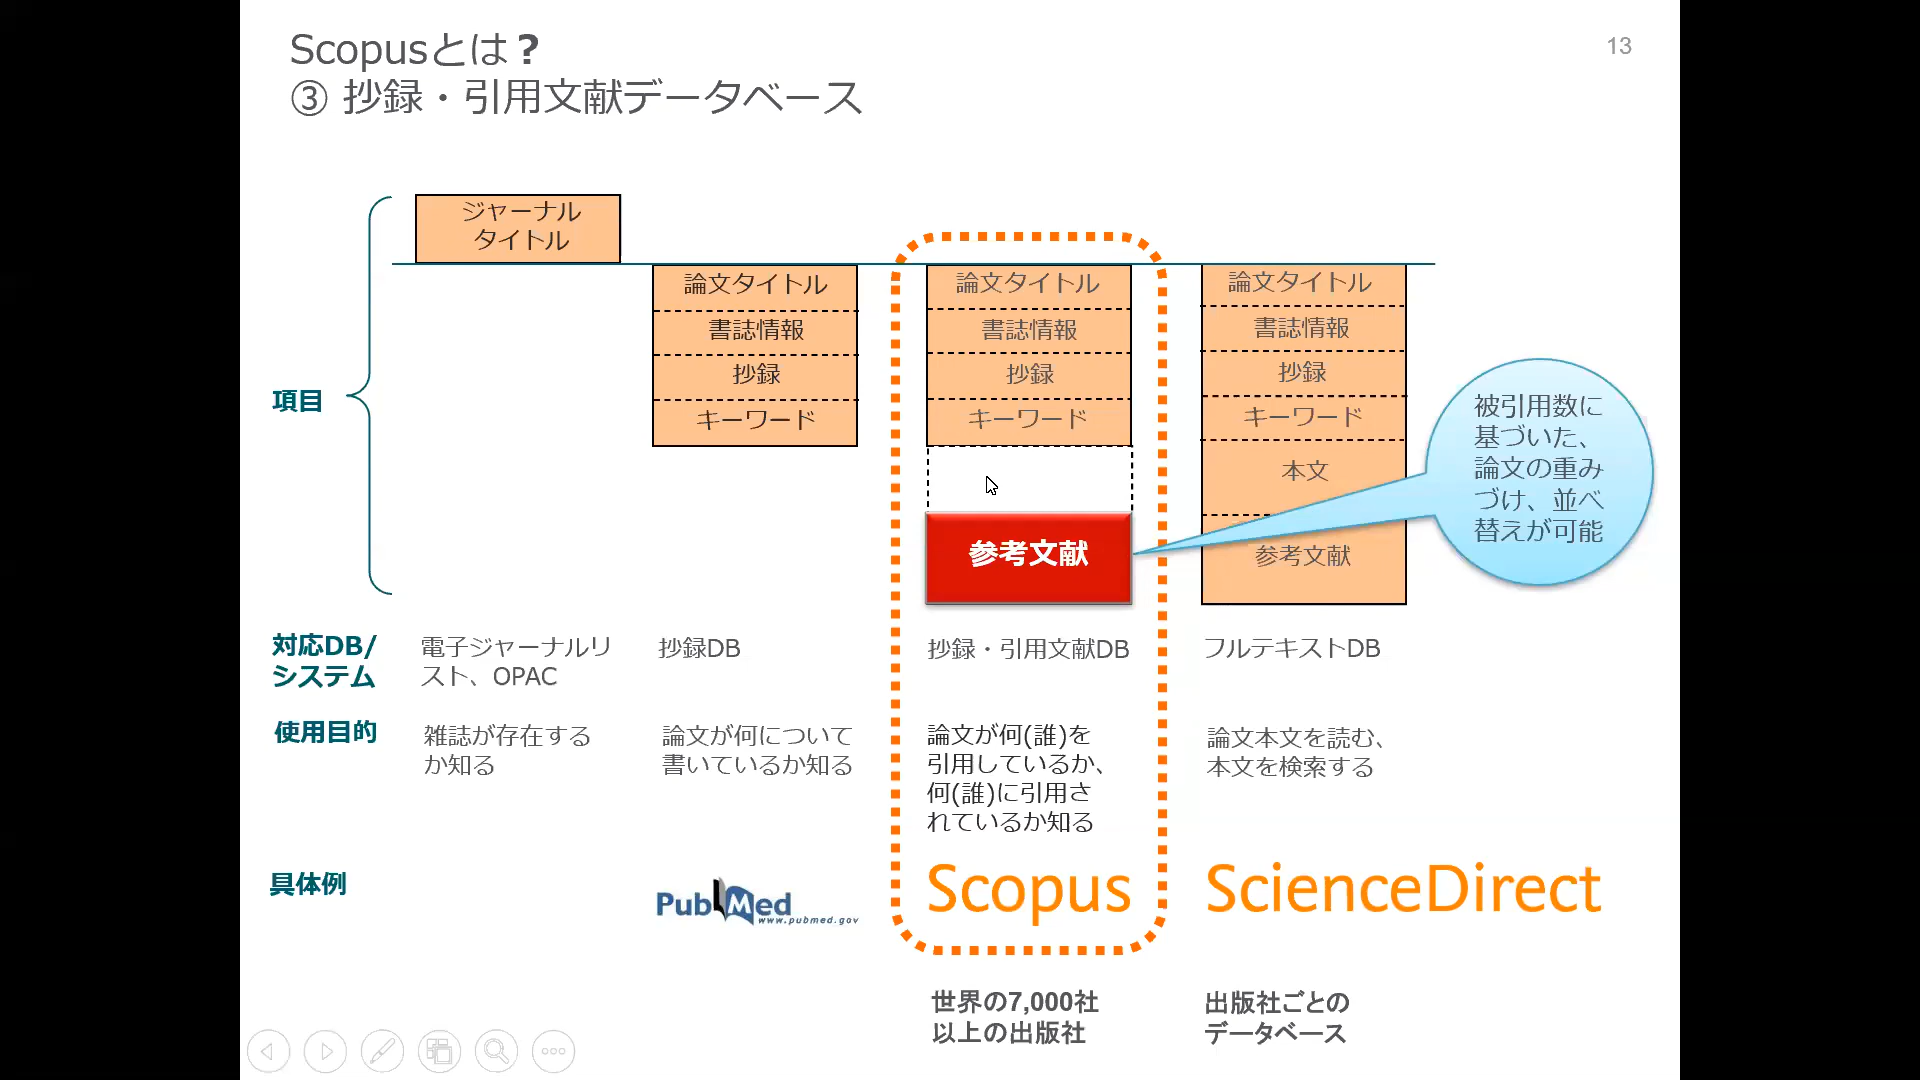 Scopusとは？
③ 抄録・引用文献データベース
13
ジャーナル
タイトル
論文タイトル
書誌情報
抄録
キーワード
論文タイトル
書誌情報
抄録
キーワード
参考文献
論文タイトル
書誌情報
抄録
キーワード
本文
参考文献
被引用数に
基づいた、
論文の重み
づけ、並べ
替えが可能
項目
対応DB/
システム
電子ジャーナルリ
スト、OPAC
抄録DB
抄録・引用文献DB
フルテキストDB
使用目的
雑誌が存在する
か知る
論文が何について
書いているか知る
論文が何(誰)を
引用しているか、
何(誰)に引用さ
れているか知る
論文本文を読む、
本文を検索する
具体例
PubMed
www.pubmed.gov
Scopus
ScienceDirect
世界の7,000社
以上の出版社
出版社ごとの
データベース